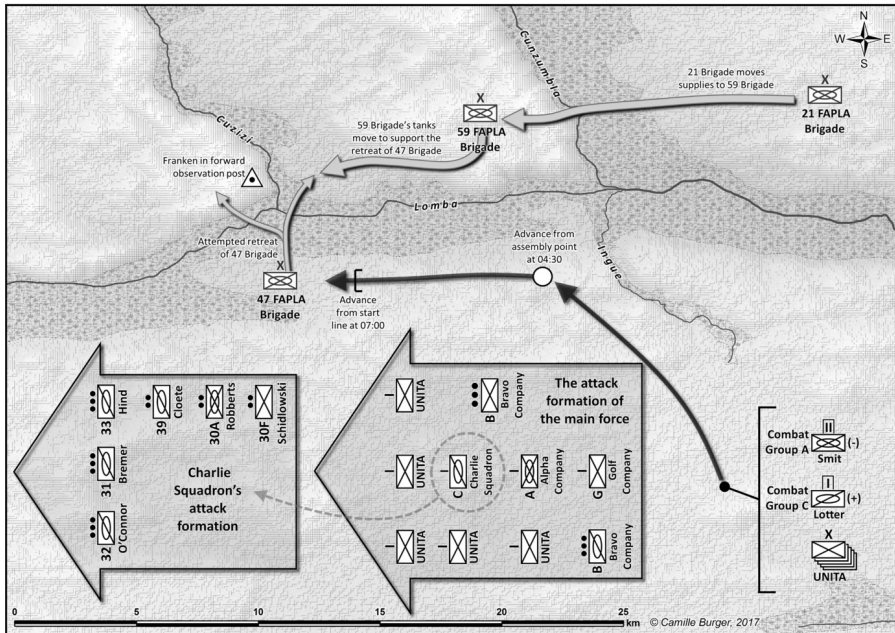 N
W E
S
Cuzizi
Cunzumbla
X
21 FAPLA
Brigade
21 Brigade moves
supplies to 59 Brigade
X
59 FAPLA
Brigade
59 Brigade's tanks
move to support the
retreat of 47 Brigade
Franken in forward
observation post
Lomba
Ingue
Attempted retreat
of 47 Brigade
X
47 FAPLA
Brigade
Advance from
assembly point
at 04:30
Advance
from start
line at 07:00
33
Hind
39
Cloete
30A
Robberts
30F
Schidlowski
31
Bremer
32
O'Connor
Charlie
Squadron's
attack
formation
The attack
formation of
the main force
UNITA
B
Bravo
Company
UNITA
C
Charlie
Squadron
A
Alpha
Company
G
Golf
Company
UNITA
UNITA
UNITA
B
Bravo
Company
Combat
Group A
II
(-)
Smit
Combat
Group C
I
(+)
Lotter
X
UNITA
0 5 10 15 20 25
km
© Camille Burger, 2017